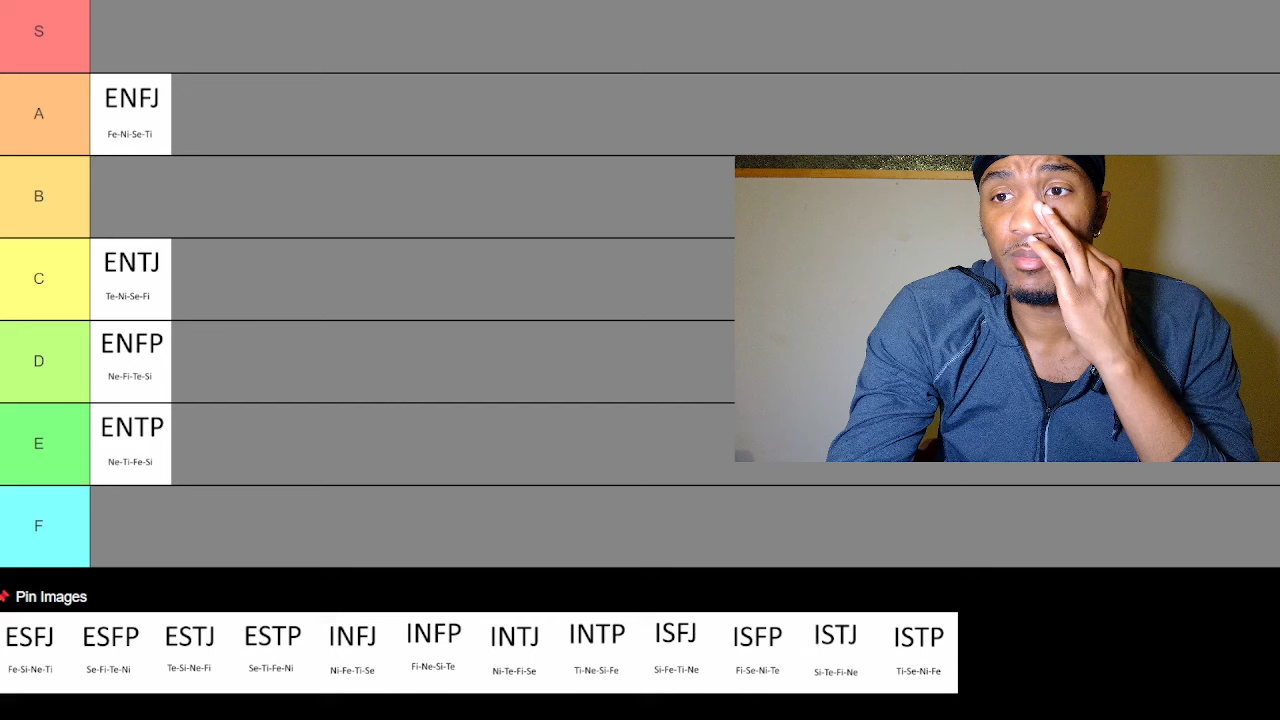 S
A
ENFJ
Fe-Ni-Se-Ti
B
C
ENTJ
Te-Ni-Se-Fi
D
ENFP
Ne-Fi-Te-Si
E
ENTP
Ne-Ti-Fe-Si
F
Pin Images
ESFJ ESFP ESTJ ESTP INFJ INFP INTJ INTP ISFJ ISFP ISTJ ISTP
Fe-Si-Ne-Ti Se-Fi-Te-Ni Te-Si-Ne-Fi Se-Ti-Fe-Ni Ni-Fe-Ti-Se Fi-Ne-Si-Te Ni-Te-Fi-Se Ti-Ne-Si-Fe Si-Fe-Ti-Ne Fi-Se-Ni-Te Si-Te-Fi-Ne Ti-Se-Ni-Fe